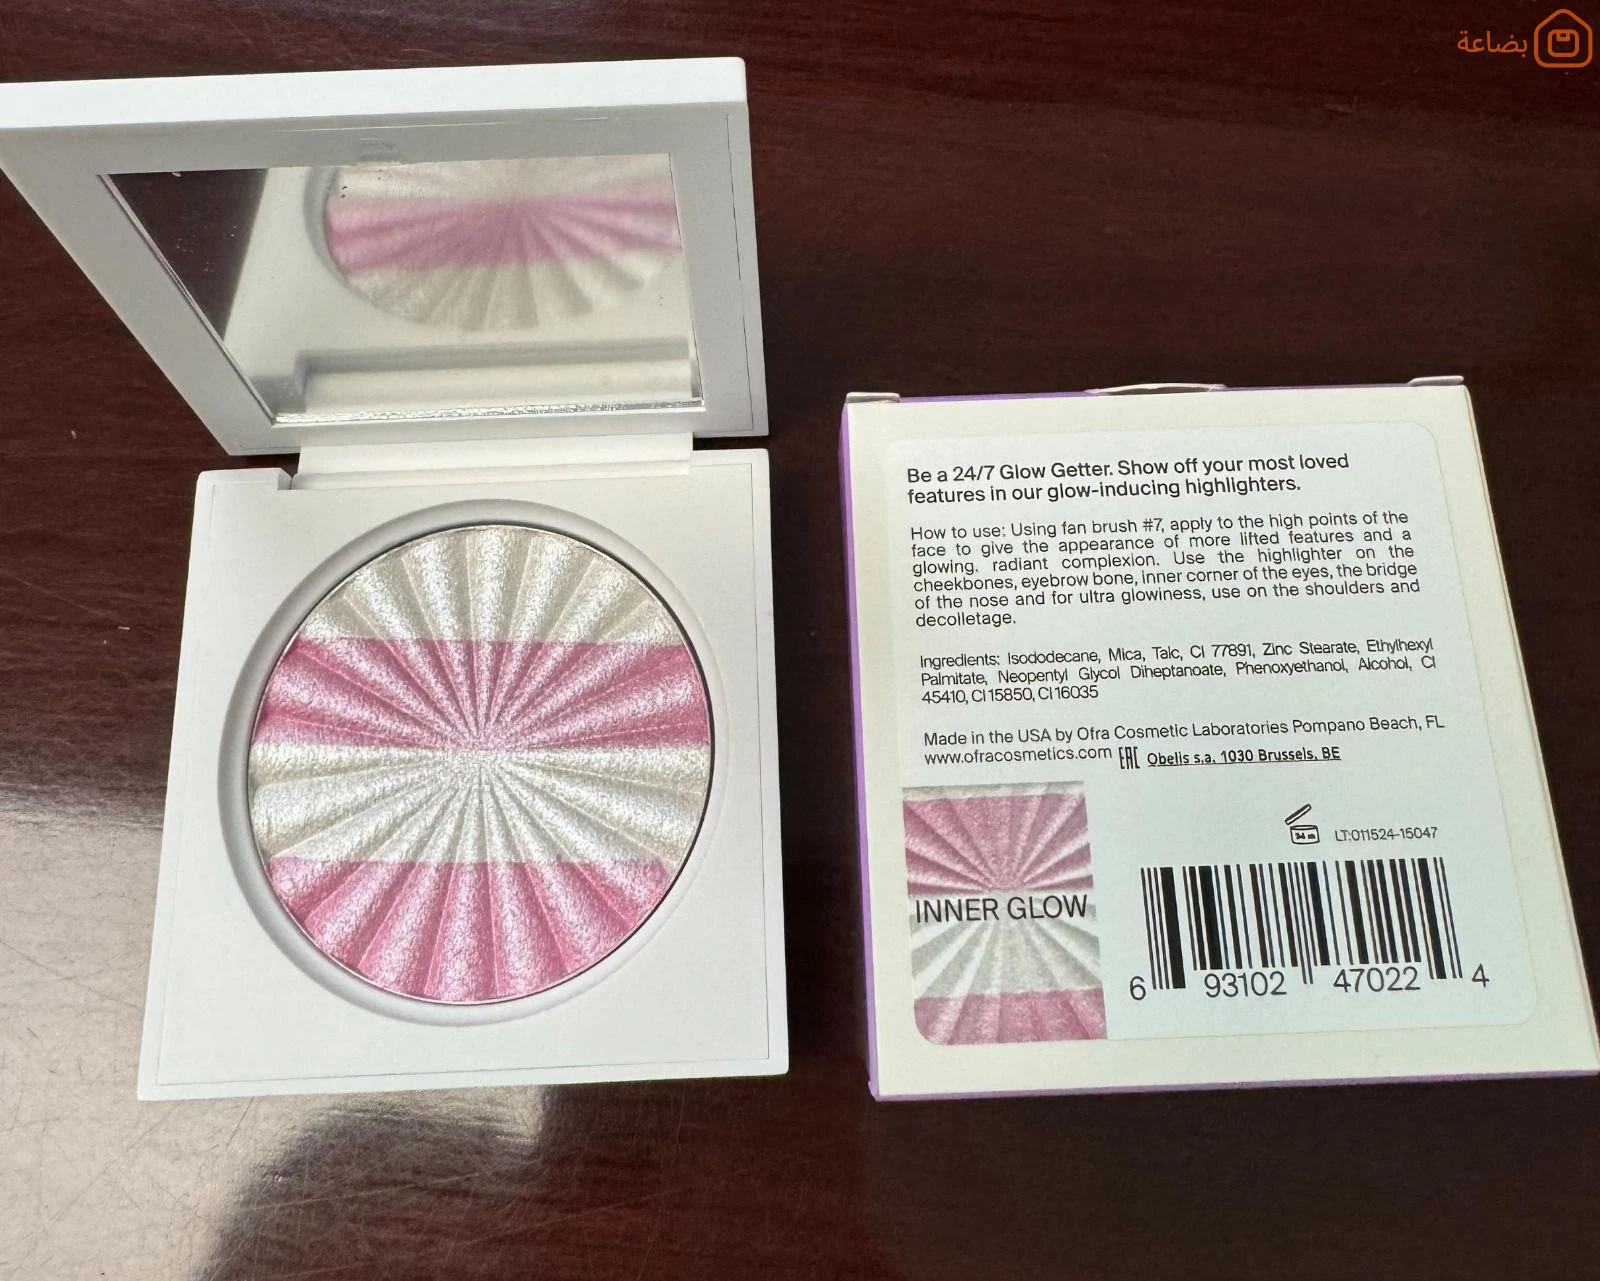 بضاعة
Be a 24/7 Glow Getter. Show off your most loved
features in our glow-inducing highlighters.
How to use: Using fan brush #7, apply to the high points of the
face to give the appearance of more lifted features and a
glowing. radiant complexion. Use the highlighter on the
cheekbones, eyebrow bone, inner corner of the eyes, the bridge
of the nose and for ultra glowiness, use on the shoulders and
decolletage.
Ingredients: Isododecane, Mica, Talc, CI 77891, Zinc Stearate, Ethylhexyl
Palmitate, Neopentyl Glycol Diheptanoate, Phenoxyethanol, Alcohol, CI
45410, CI 15850, CI 16035
Made in the USA by Ofra Cosmetic Laboratories Pompano Beach, FL
www.ofracosmetics.com EAC Obelis s.a. 1030 Brussels, BE
24 m LT:011524-15047
INNER GLOW
6 93102 47022 4